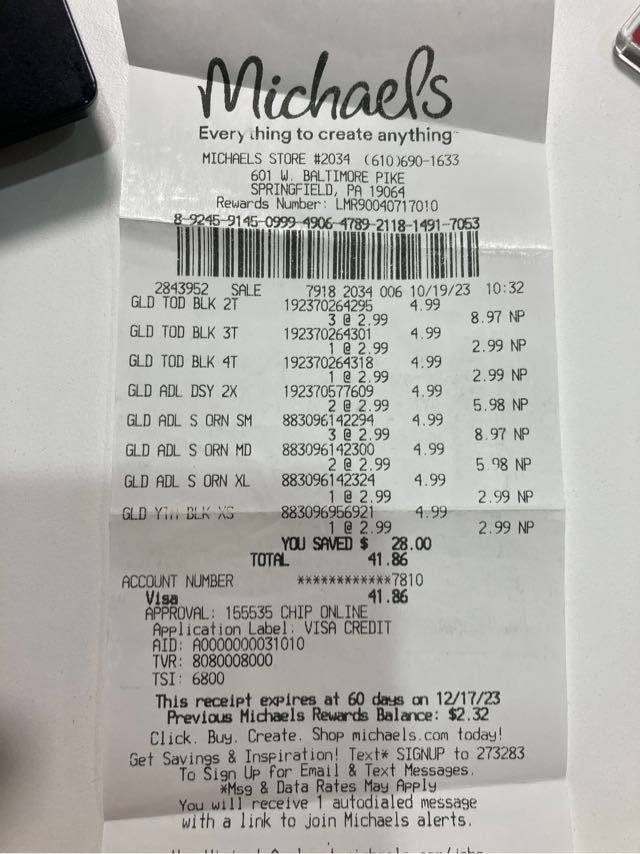 Michaels
Everything to create anything™
MICHAELS STORE #2034 (610)690-1633
601 W. BALTIMORE PIKE
SPRINGFIELD, PA 19064
Rewards Number: LMR90040717010
8-9245-9145-0999-4906-4789-2118-1491-7053
2843952 SALE 7918 2034 006 10/19/23 10:32
GLD TOD BLK 2T 192370264295 4.99
3 @ 2.99 8.97 NP
GLD TOD BLK 3T 192370264301 4.99
1 @ 2.99 2.99 NP
GLD TOD BLK 4T 192370264318 4.99
1 @ 2.99 2.99 NP
GLD ADL DSY 2X 192370577609 4.99
2 @ 2.99 5.98 NP
GLD ADL S ORN SM 883096142294 4.99
3 @ 2.99 8.97 NP
GLD ADL S ORN MD 883096142300 4.99
2 @ 2.99 5.98 NP
GLD ADL S ORN XL 883096142324 4.99
1 @ 2.99 2.99 NP
GLD YTH BLK XS 883096956921 4.99
1 @ 2.99 2.99 NP
YOU SAVED $ 28.00
TOTAL 41.86
ACCOUNT NUMBER ************7810
Visa 41.86
APPROVAL: 155535 CHIP ONLINE
Application Label: VISA CREDIT
AID: A0000000031010
TVR: 8080008000
TSI: 6800
This receipt expires at 60 days on 12/17/23
Previous Michaels Rewards Balance: $2.32
Click. Buy. Create. Shop michaels.com today!
Get Savings & Inspiration! Text* SIGNUP to 273283
To Sign Up for Email & Text Messages.
*Msg & Data Rates May Apply
You will receive 1 autodialed message
with a link to join Michaels alerts.